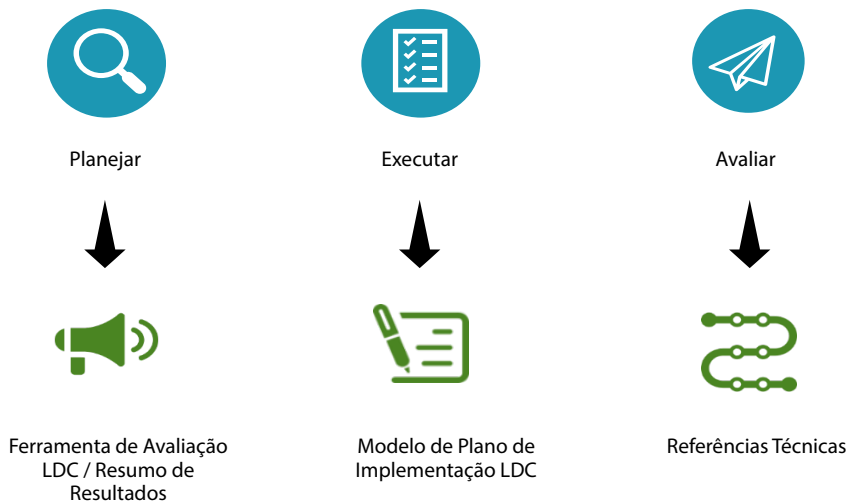 Planejar
Executar
Avaliar
Ferramenta de Avaliação
LDC / Resumo de
Resultados
Modelo de Plano de
Implementação LDC
Referências Técnicas